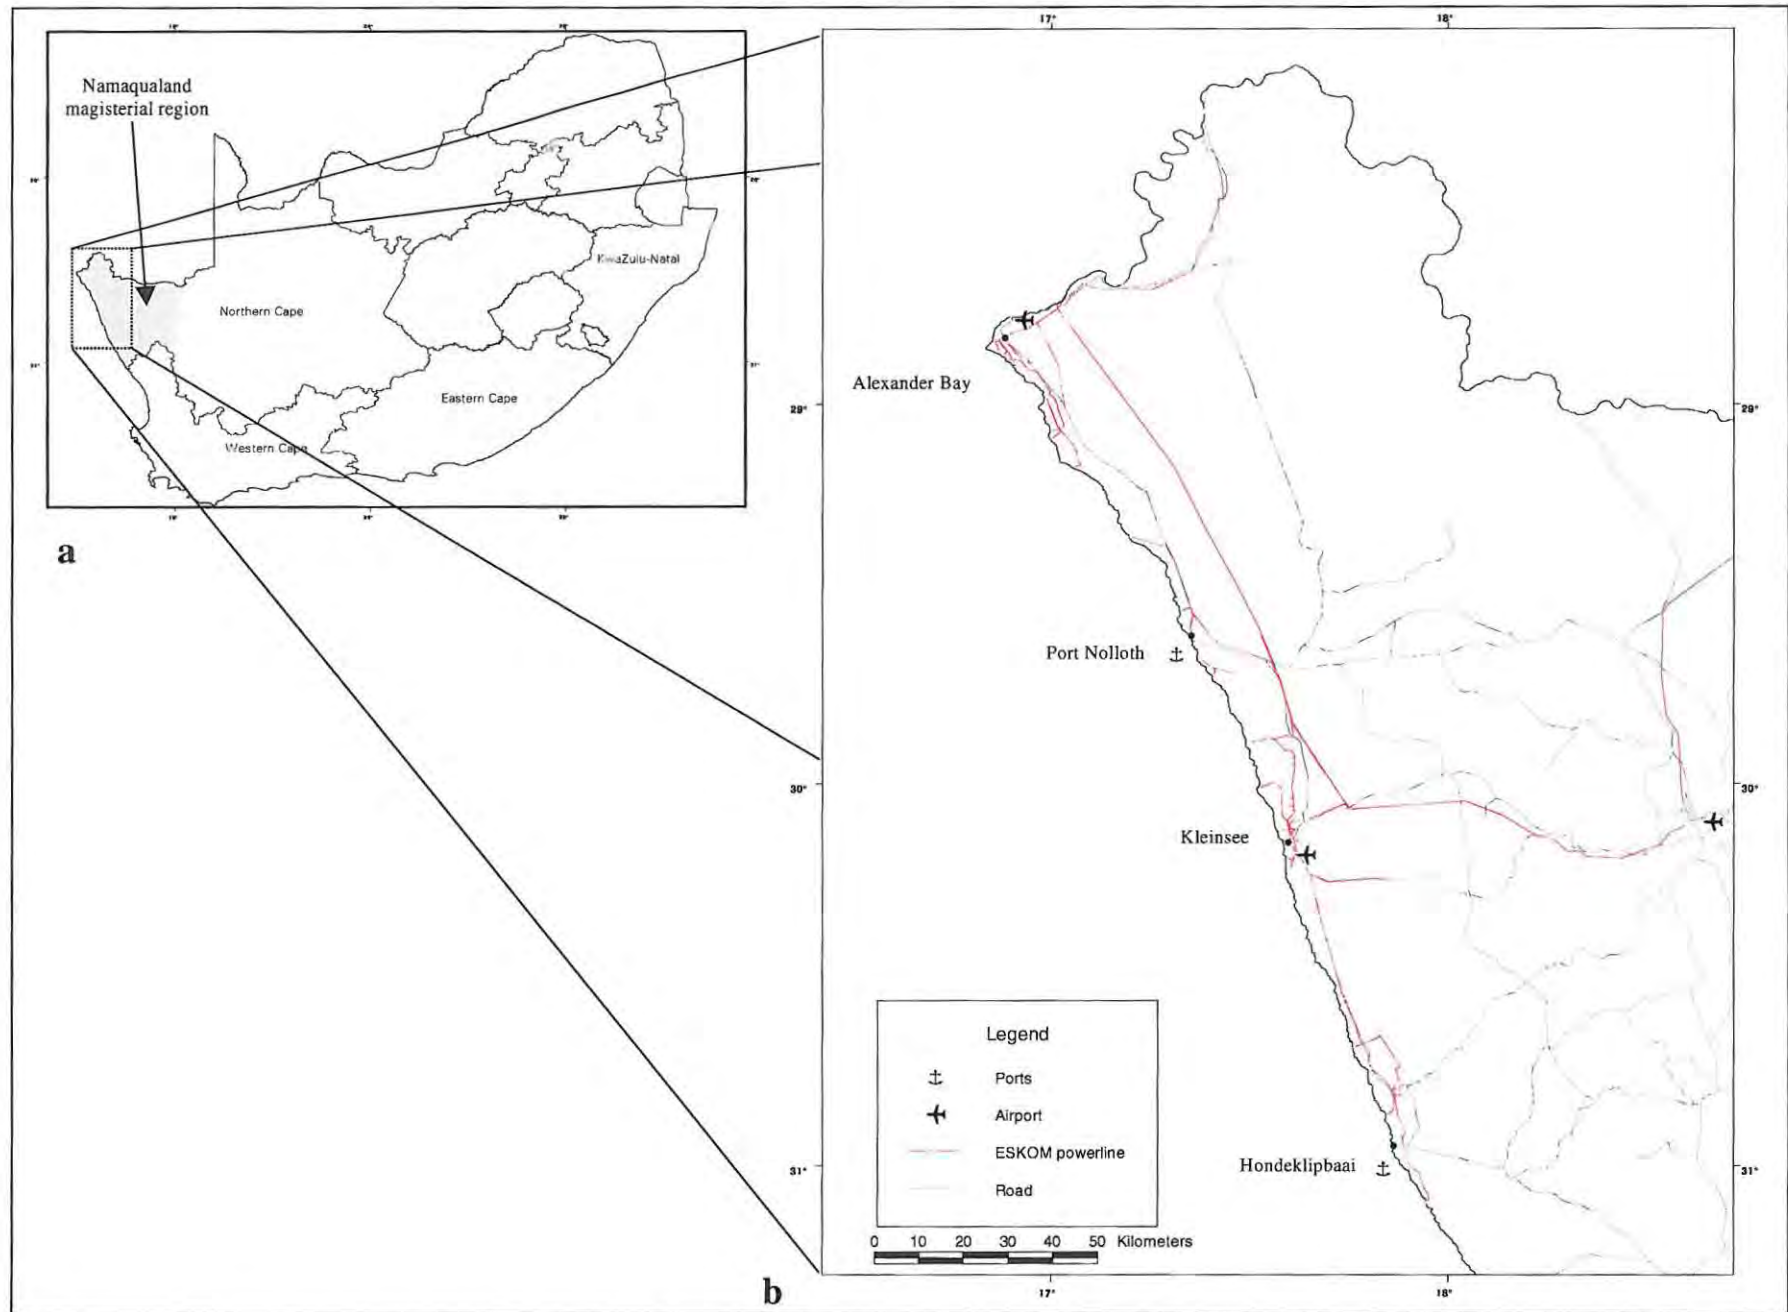 Namaqualand
magisterial region
KwaZulu-Natal
Northern Cape
Eastern Cape
Western Cape
a
17°
18°
Alexander Bay
29°
29°
Port Nolloth
30°
30°
Kleinsee
Legend
Ports
Airport
ESKOM powerline
Road
Hondeklipbaai
31°
31°
0 10 20 30 40 50 Kilometers
b
17°
18°